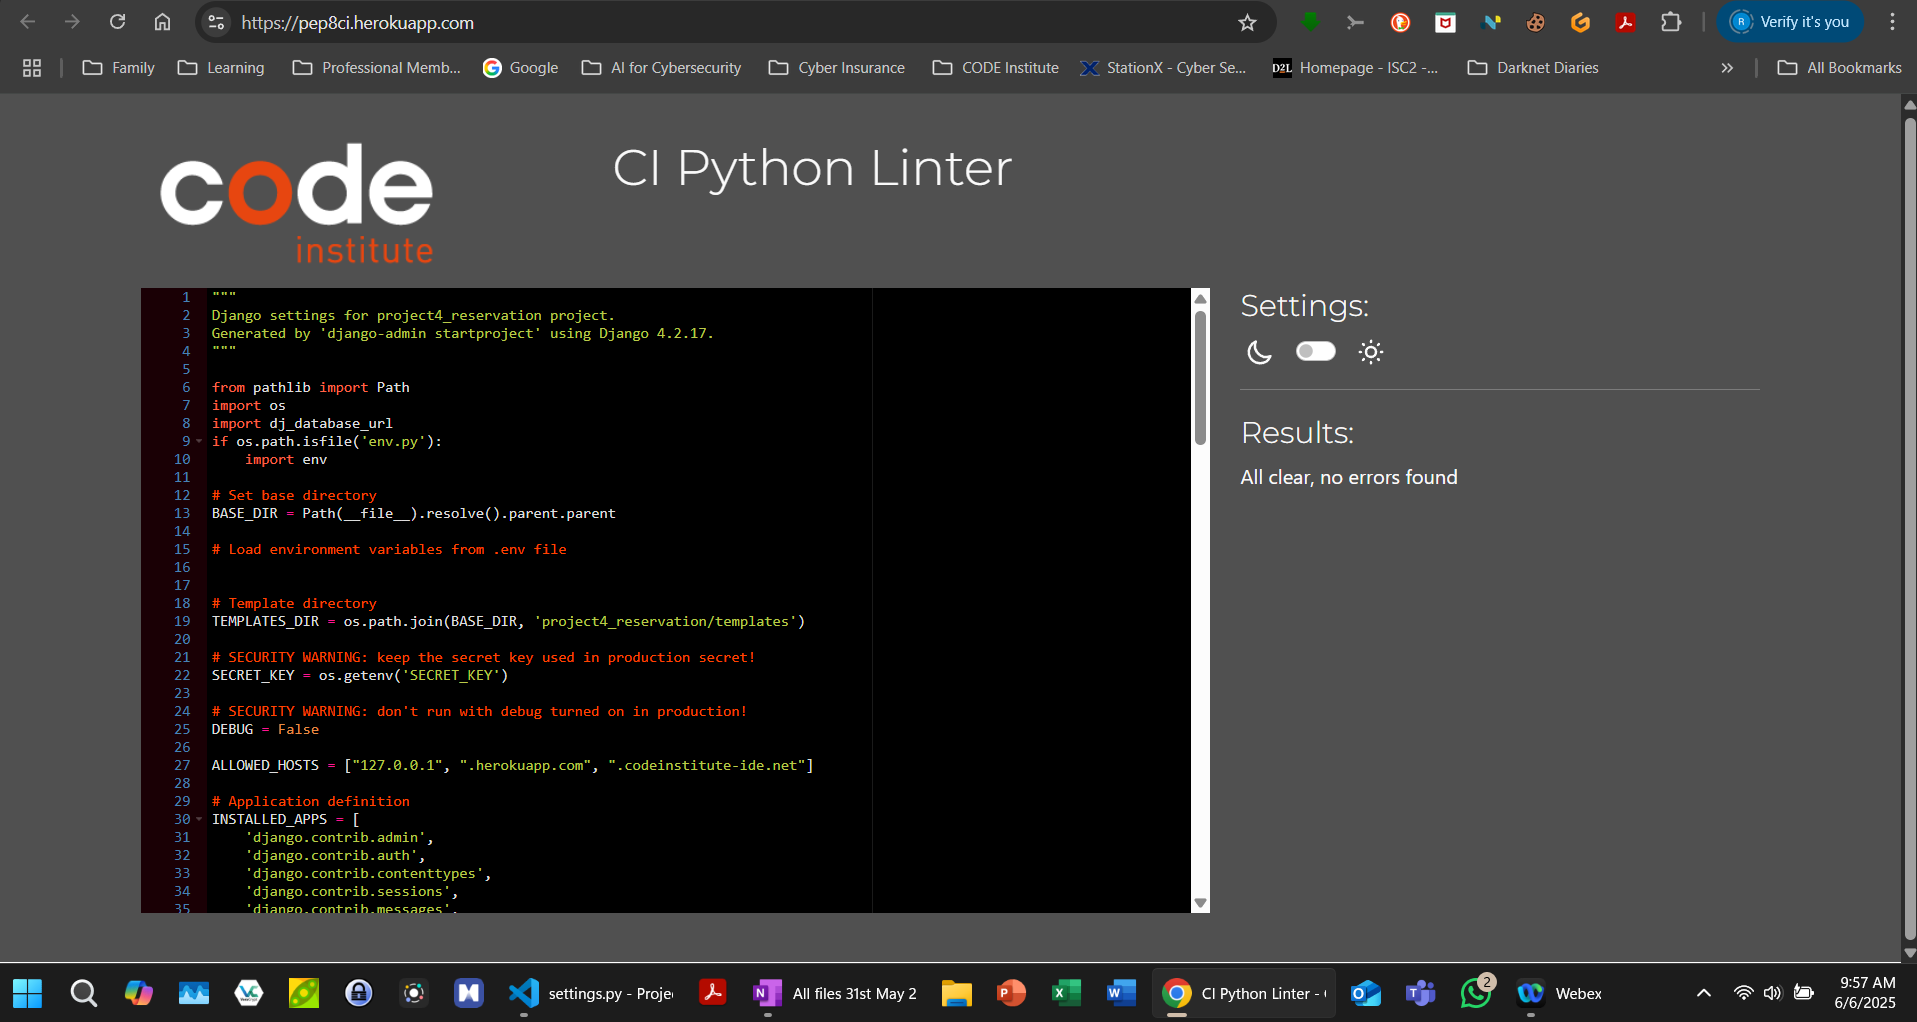 https://pep8ci.herokuapp.com
Verify it's you
Family
Learning
Professional Memb...
Google
AI for Cybersecurity
Cyber Insurance
CODE Institute
StationX - Cyber Se...
D2L Homepage - ISC2 -...
Darknet Diaries
All Bookmarks
code
institute
CI Python Linter
1 """
2 Django settings for project4_reservation project.
3 Generated by 'django-admin startproject' using Django 4.2.17.
4 """
5
6 from pathlib import Path
7 import os
8 import dj_database_url
9 if os.path.isfile('env.py'):
10     import env
11
12 # Set base directory
13 BASE_DIR = Path(__file__).resolve().parent.parent
14
15 # Load environment variables from .env file
16
17
18 # Template directory
19 TEMPLATES_DIR = os.path.join(BASE_DIR, 'project4_reservation/templates')
20
21 # SECURITY WARNING: keep the secret key used in production secret!
22 SECRET_KEY = os.getenv('SECRET_KEY')
23
24 # SECURITY WARNING: don't run with debug turned on in production!
25 DEBUG = False
26
27 ALLOWED_HOSTS = ["127.0.0.1", ".herokuapp.com", ".codeinstitute-ide.net"]
28
29 # Application definition
30 INSTALLED_APPS = [
31     'django.contrib.admin',
32     'django.contrib.auth',
33     'django.contrib.contenttypes',
34     'django.contrib.sessions',
35     'django.contrib.messages',
Settings:
Results:
All clear, no errors found
settings.py - Proje
All files 31st May 2
CI Python Linter - 
2
Webex
9:57 AM
6/6/2025